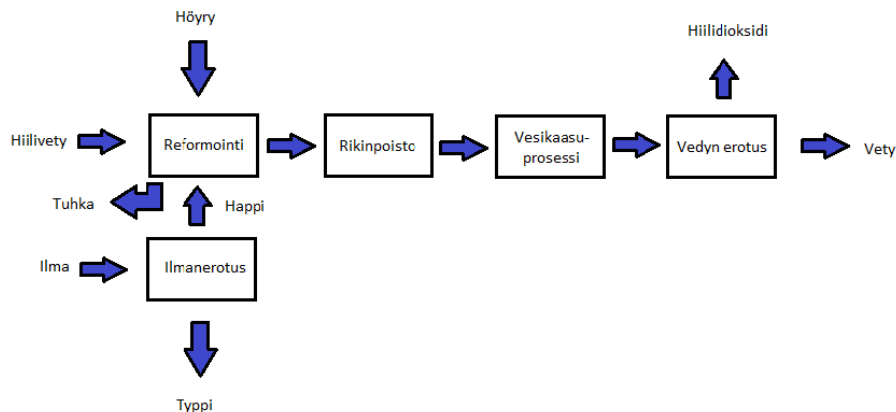 Höyry
Hiilidioksidi
Hiilivety
Reformointi
Rikinpoisto
Vesikaasu-
prosessi
Vedyn erotus
Vety
Tuhka
Happi
Ilma
Ilmanerotus
Typpi